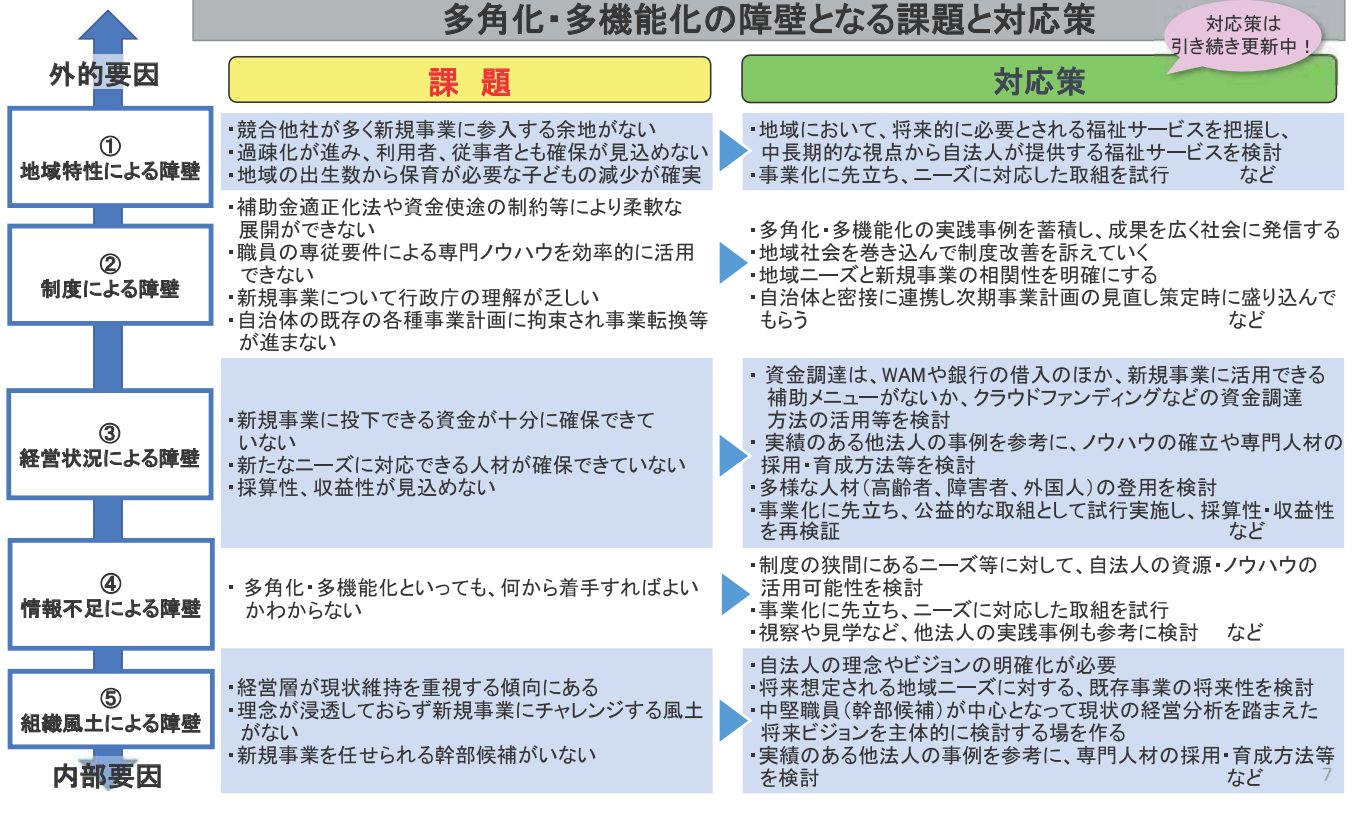 多角化・多機能化の障壁となる課題と対応策
対応策は
引き続き更新中！
外的要因
課 題
対応策
①
地域特性による障壁
・競合他社が多く新規事業に参入する余地がない
・過疎化が進み、利用者、従事者とも確保が見込めない
・地域の出生数から保育が必要な子どもの減少が確実
・地域において、将来的に必要とされる福祉サービスを把握し、
中長期的な視点から自法人が提供する福祉サービスを検討
・事業化に先立ち、ニーズに対応した取組を試行 など
②
制度による障壁
・補助金適正化法や資金使途の制約等により柔軟な
展開ができない
・職員の専従要件による専門ノウハウを効率的に活用
できない
・新規事業について行政庁の理解が乏しい
・自治体の既存の各種事業計画に拘束され事業転換等
が進まない
・多角化・多機能化の実践事例を蓄積し、成果を広く社会に発信する
・地域社会を巻き込んで制度改善を訴えていく
・地域ニーズと新規事業の相関性を明確にする
・自治体と密接に連携し次期事業計画の見直し策定時に盛り込んで
もらう など
③
経営状況による障壁
・新規事業に投下できる資金が十分に確保できて
いない
・新たなニーズに対応できる人材が確保できていない
・採算性、収益性が見込めない
・ 資金調達は、WAMや銀行の借入のほか、新規事業に活用できる
補助メニューがないか、クラウドファンディングなどの資金調達
方法の活用等を検討
・ 実績のある他法人の事例を参考に、ノウハウの確立や専門人材の
採用・育成方法等を検討
・多様な人材（高齢者、障害者、外国人）の登用を検討
・事業化に先立ち、公益的な取組として試行実施し、採算性・収益性
を再検証 など
④
情報不足による障壁
・ 多角化・多機能化といっても、何から着手すればよい
かわからない
・制度の狭間にあるニーズ等に対して、自法人の資源・ノウハウの
活用可能性を検討
・事業化に先立ち、ニーズに対応した取組を試行
・視察や見学など、他法人の実践事例も参考に検討 など
⑤
組織風土による障壁
・経営層が現状維持を重視する傾向にある
・理念が浸透しておらず新規事業にチャレンジする風土
がない
・新規事業を任せられる幹部候補がいない
・自法人の理念やビジョンの明確化が必要
・将来想定される地域ニーズに対する、既存事業の将来性を検討
・中堅職員（幹部候補）が中心となって現状の経営分析を踏まえた
将来ビジョンを主体的に検討する場を作る
・実績のある他法人の事例を参考に、専門人材の採用・育成方法等
を検討 など
内部要因
7